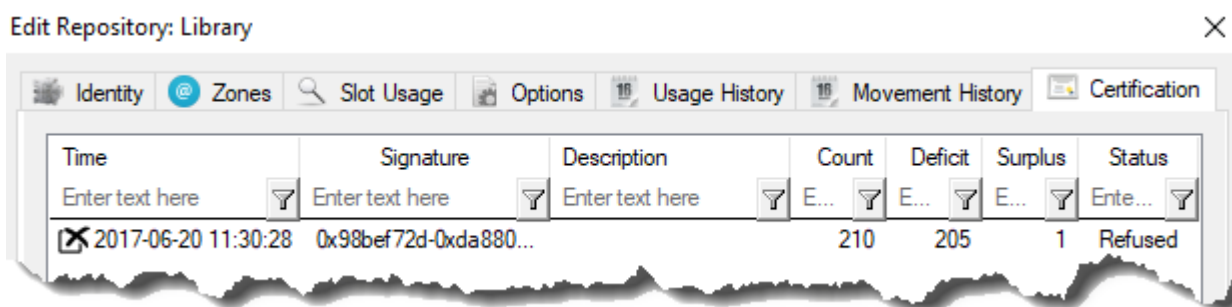 Edit Repository: Library
Identity @ Zones Slot Usage Options 16 Usage History 16 Movement History Certification
Time Signature Description Count Deficit Surplus Status
Enter text here Enter text here Enter text here E... E... E... Ente...
2017-06-20 11:30:28 0x98bef72d-0xda880... 210 205 1 Refused